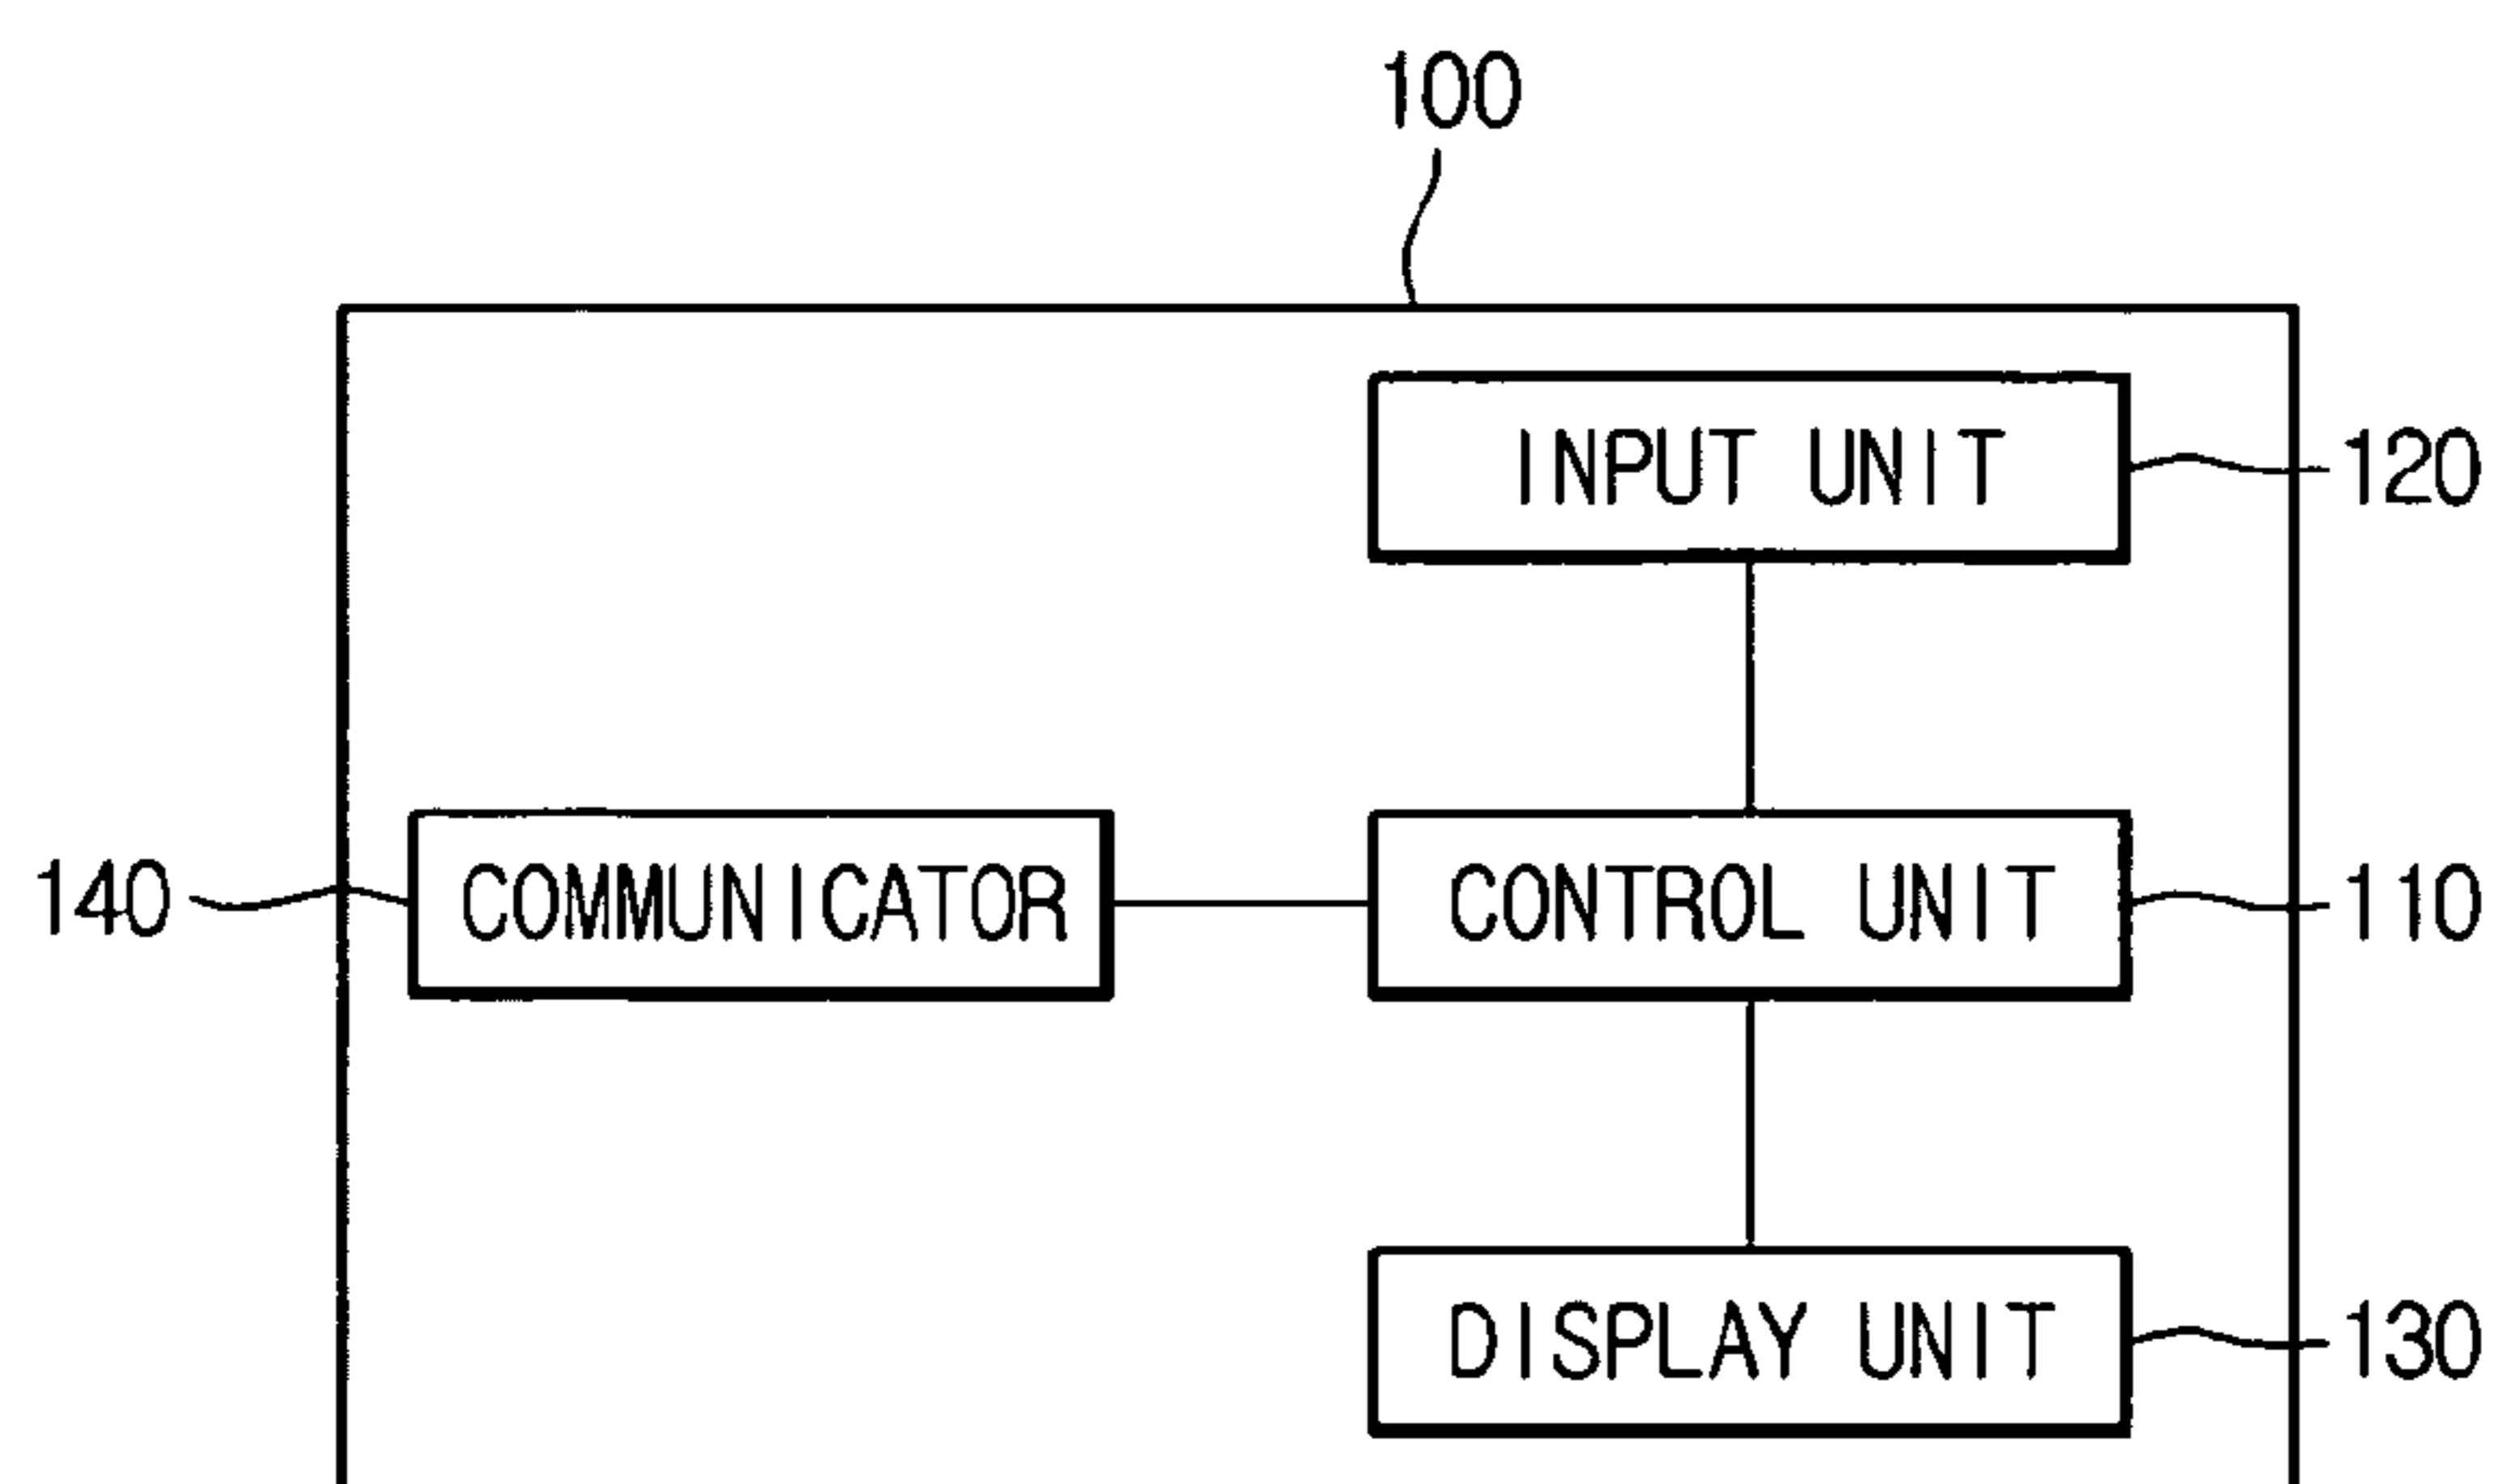 100
INPUT UNIT 120
140 COMMUNICATOR CONTROL UNIT 110
DISPLAY UNIT 130